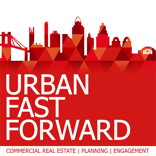 URBAN
FAST
FORWARD
COMMERCIAL REAL ESTATE | PLANNING | ENGAGEMENT